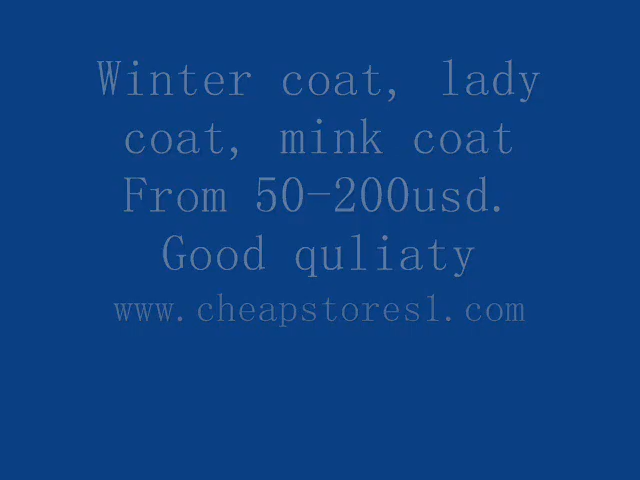 Winter coat, lady
coat, mink coat
From 50-200usd.
Good quliaty
www.cheapstores1.com